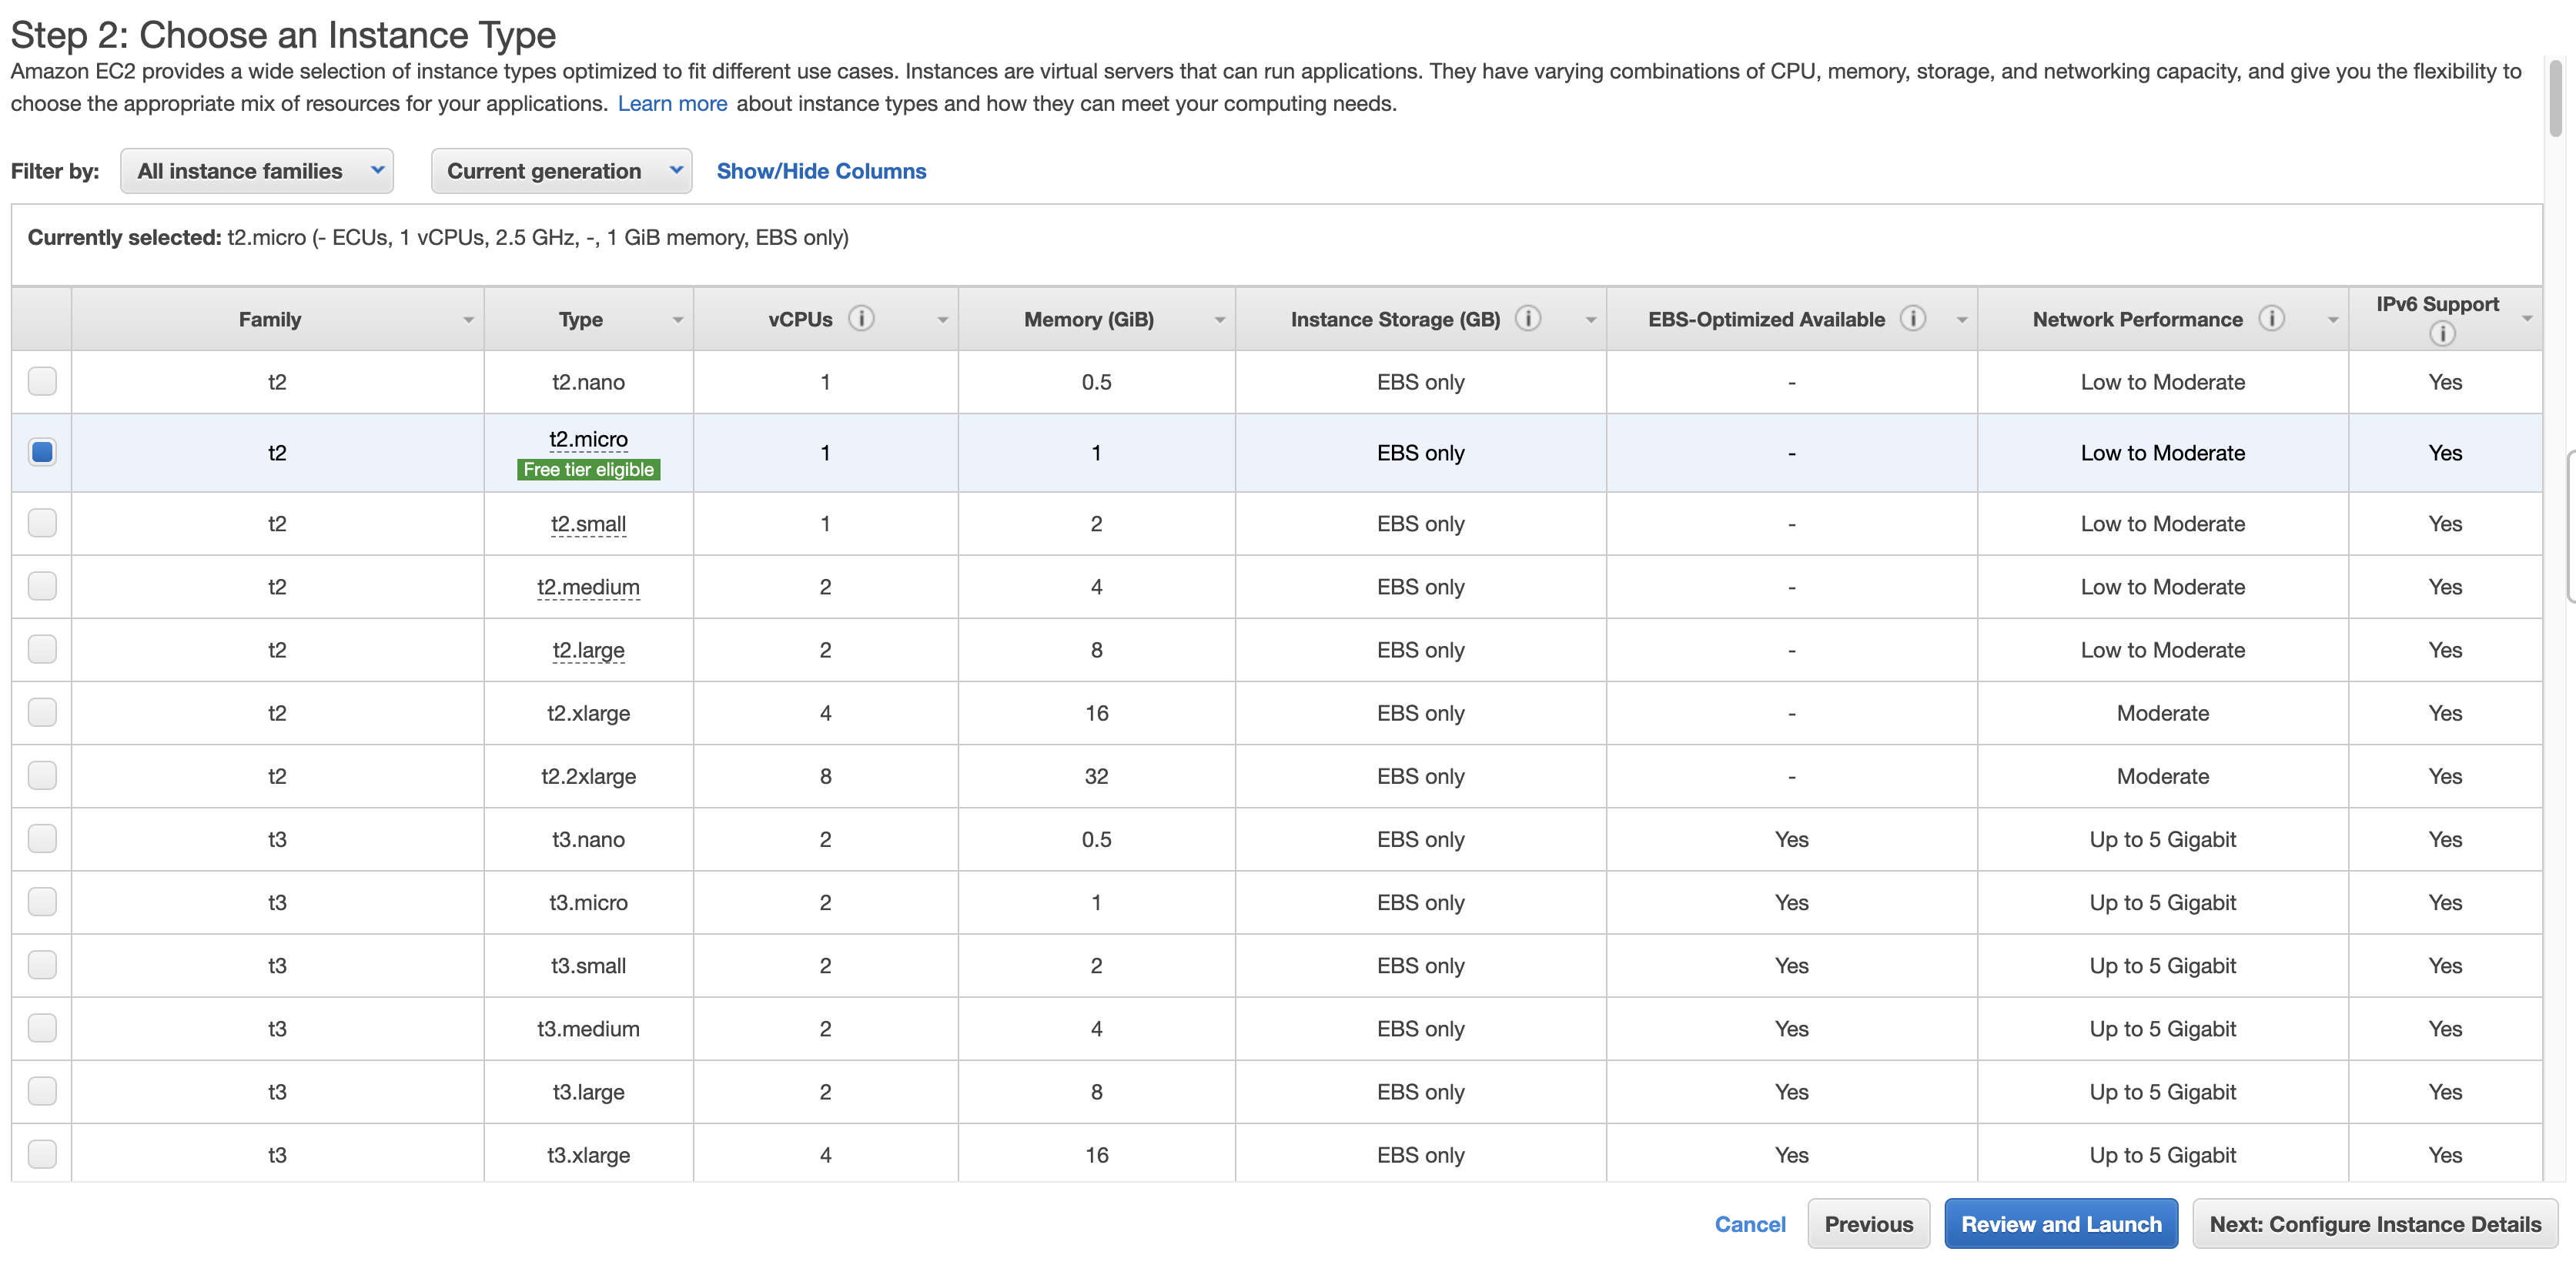 Step 2: Choose an Instance Type
Amazon EC2 provides a wide selection of instance types optimized to fit different use cases. Instances are virtual servers that can run applications. They have varying combinations of CPU, memory, storage, and networking capacity, and give you the flexibility to
choose the appropriate mix of resources for your applications. Learn more about instance types and how they can meet your computing needs.
Filter by: All instance families Current generation Show/Hide Columns
Currently selected: t2.micro (- ECUs, 1 vCPUs, 2.5 GHz, -, 1 GiB memory, EBS only)
Family Type vCPUs i Memory (GiB) Instance Storage (GB) i EBS-Optimized Available i Network Performance i IPv6 Support i
t2 t2.nano 1 0.5 EBS only - Low to Moderate Yes
t2 t2.micro Free tier eligible 1 1 EBS only - Low to Moderate Yes
t2 t2.small 1 2 EBS only - Low to Moderate Yes
t2 t2.medium 2 4 EBS only - Low to Moderate Yes
t2 t2.large 2 8 EBS only - Low to Moderate Yes
t2 t2.xlarge 4 16 EBS only - Moderate Yes
t2 t2.2xlarge 8 32 EBS only - Moderate Yes
t3 t3.nano 2 0.5 EBS only Yes Up to 5 Gigabit Yes
t3 t3.micro 2 1 EBS only Yes Up to 5 Gigabit Yes
t3 t3.small 2 2 EBS only Yes Up to 5 Gigabit Yes
t3 t3.medium 2 4 EBS only Yes Up to 5 Gigabit Yes
t3 t3.large 2 8 EBS only Yes Up to 5 Gigabit Yes
t3 t3.xlarge 4 16 EBS only Yes Up to 5 Gigabit Yes
Cancel Previous Review and Launch Next: Configure Instance Details